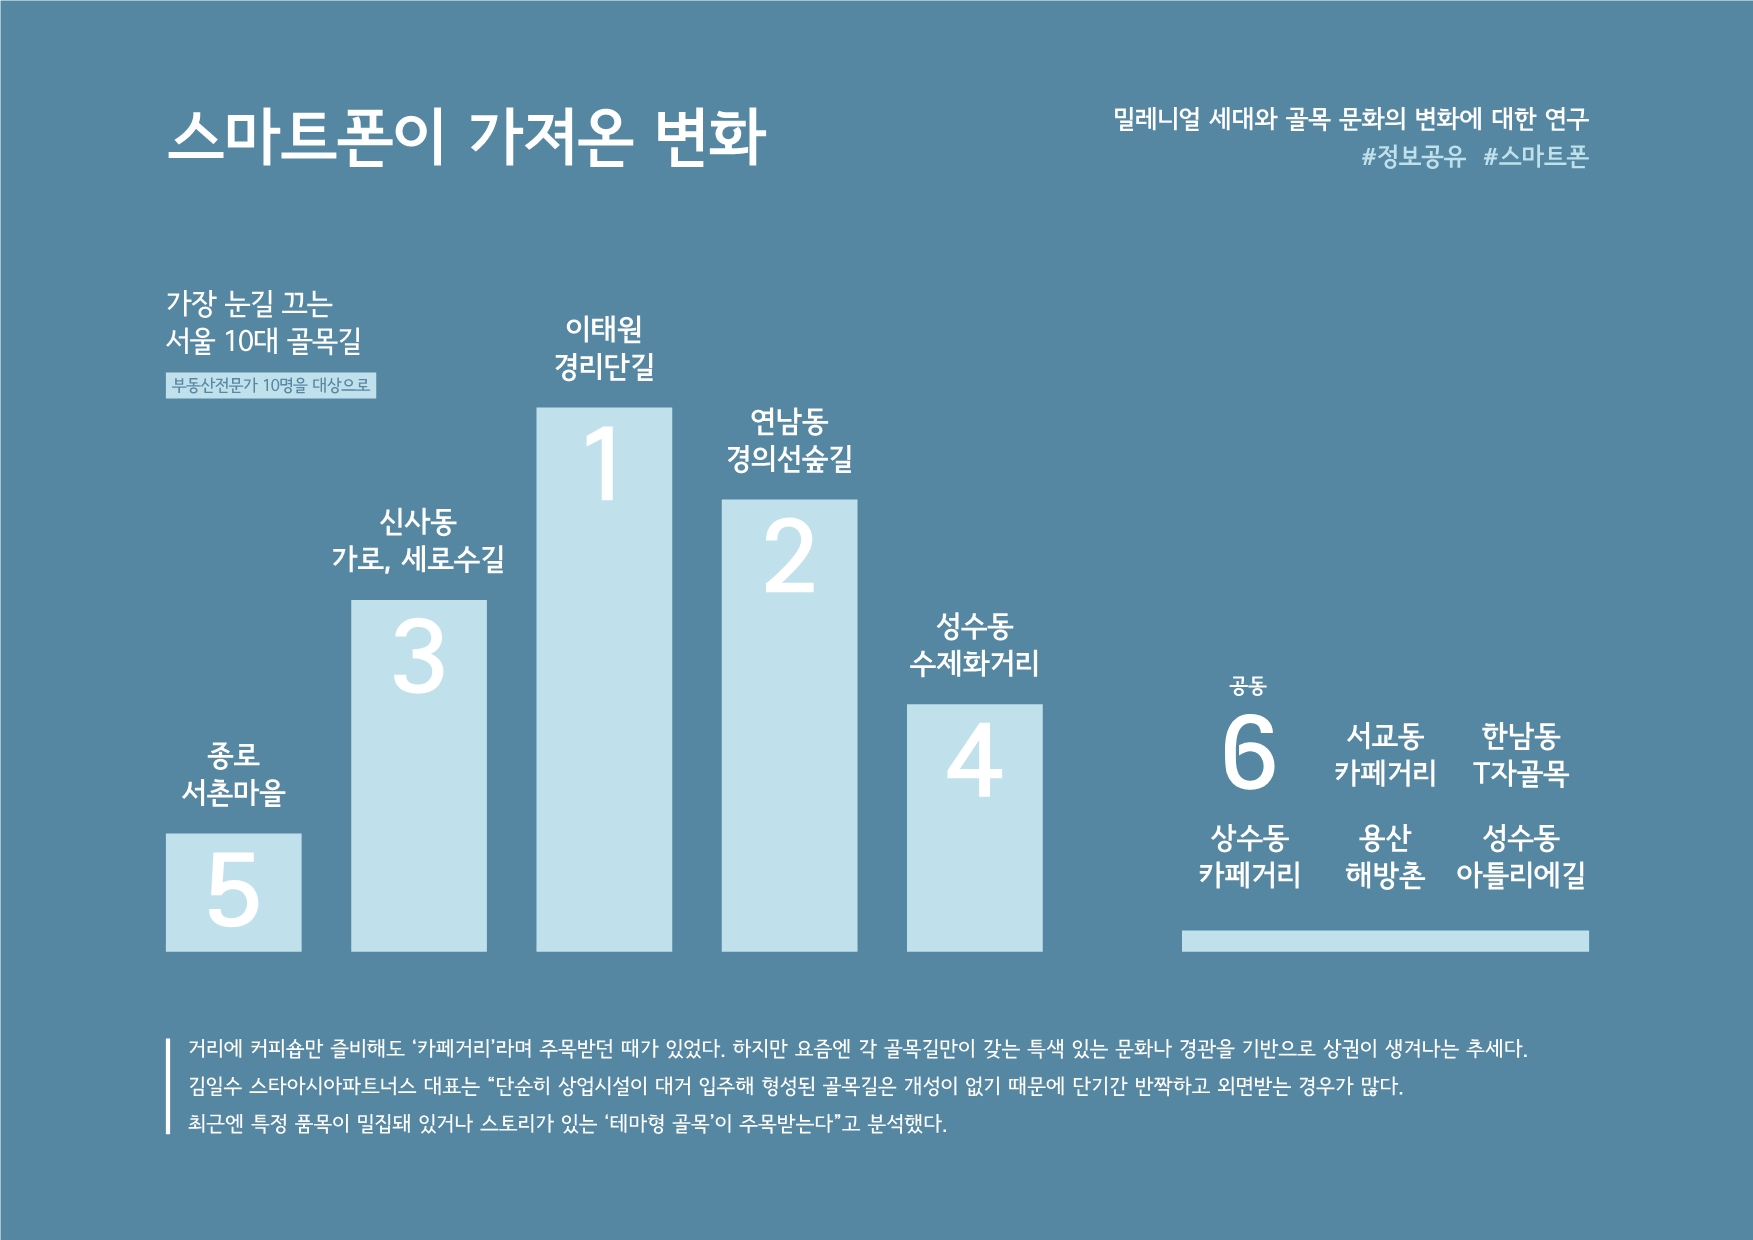 스마트폰이 가져온 변화
밀레니얼 세대와 골목 문화의 변화에 대한 연구
#정보공유 #스마트폰
가장 눈길 끄는
서울 10대 골목길
부동산전문가 10명을 대상으로
종로
서촌마을
5
신사동
가로, 세로수길
3
이태원
경리단길
1
연남동
경의선숲길
2
성수동
수제화거리
4
공동
6
서교동
카페거리
한남동
T자골목
상수동
카페거리
용산
해방촌
성수동
아틀리에길
거리에 커피숍만 즐비해도 ‘카페거리’라며 주목받던 때가 있었다. 하지만 요즘엔 각 골목길만이 갖는 특색 있는 문화나 경관을 기반으로 상권이 생겨나는 추세다.
김일수 스타아시아파트너스 대표는 “단순히 상업시설이 대거 입주해 형성된 골목길은 개성이 없기 때문에 단기간 반짝하고 외면받는 경우가 많다.
최근엔 특정 품목이 밀집돼 있거나 스토리가 있는 ‘테마형 골목’이 주목받는다”고 분석했다.